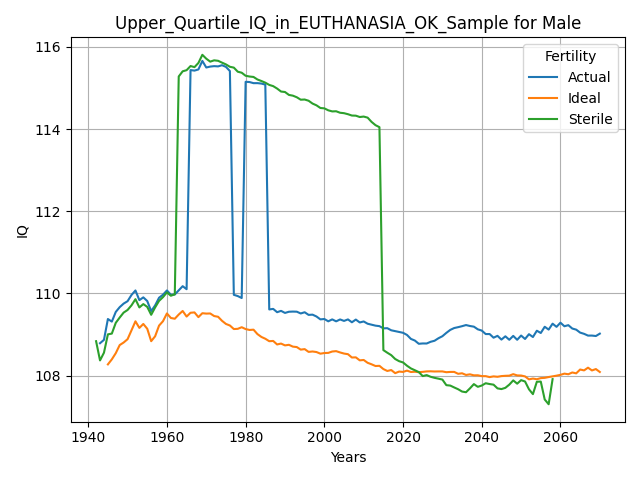 Upper_Quartile_IQ_in_EUTHANASIA_OK_Sample for Male
116
114
112
110
108
IQ
Fertility
Actual
Ideal
Sterile
1940 1960 1980 2000 2020 2040 2060
Years